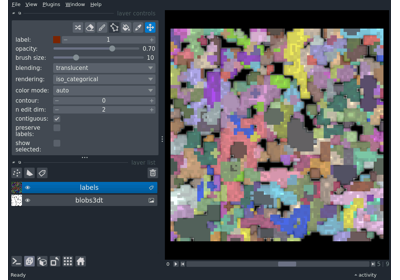 File View Plugins Window Help
layer controls
label: 1
opacity: 0.70
brush size: 10
blending: translucent
rendering: iso_categorical
color mode: auto
contour: 0
n edit dim: 2
contiguous:
preserve
labels:
show
selected:
layer list
labels
blobs3dt
Ready
activity